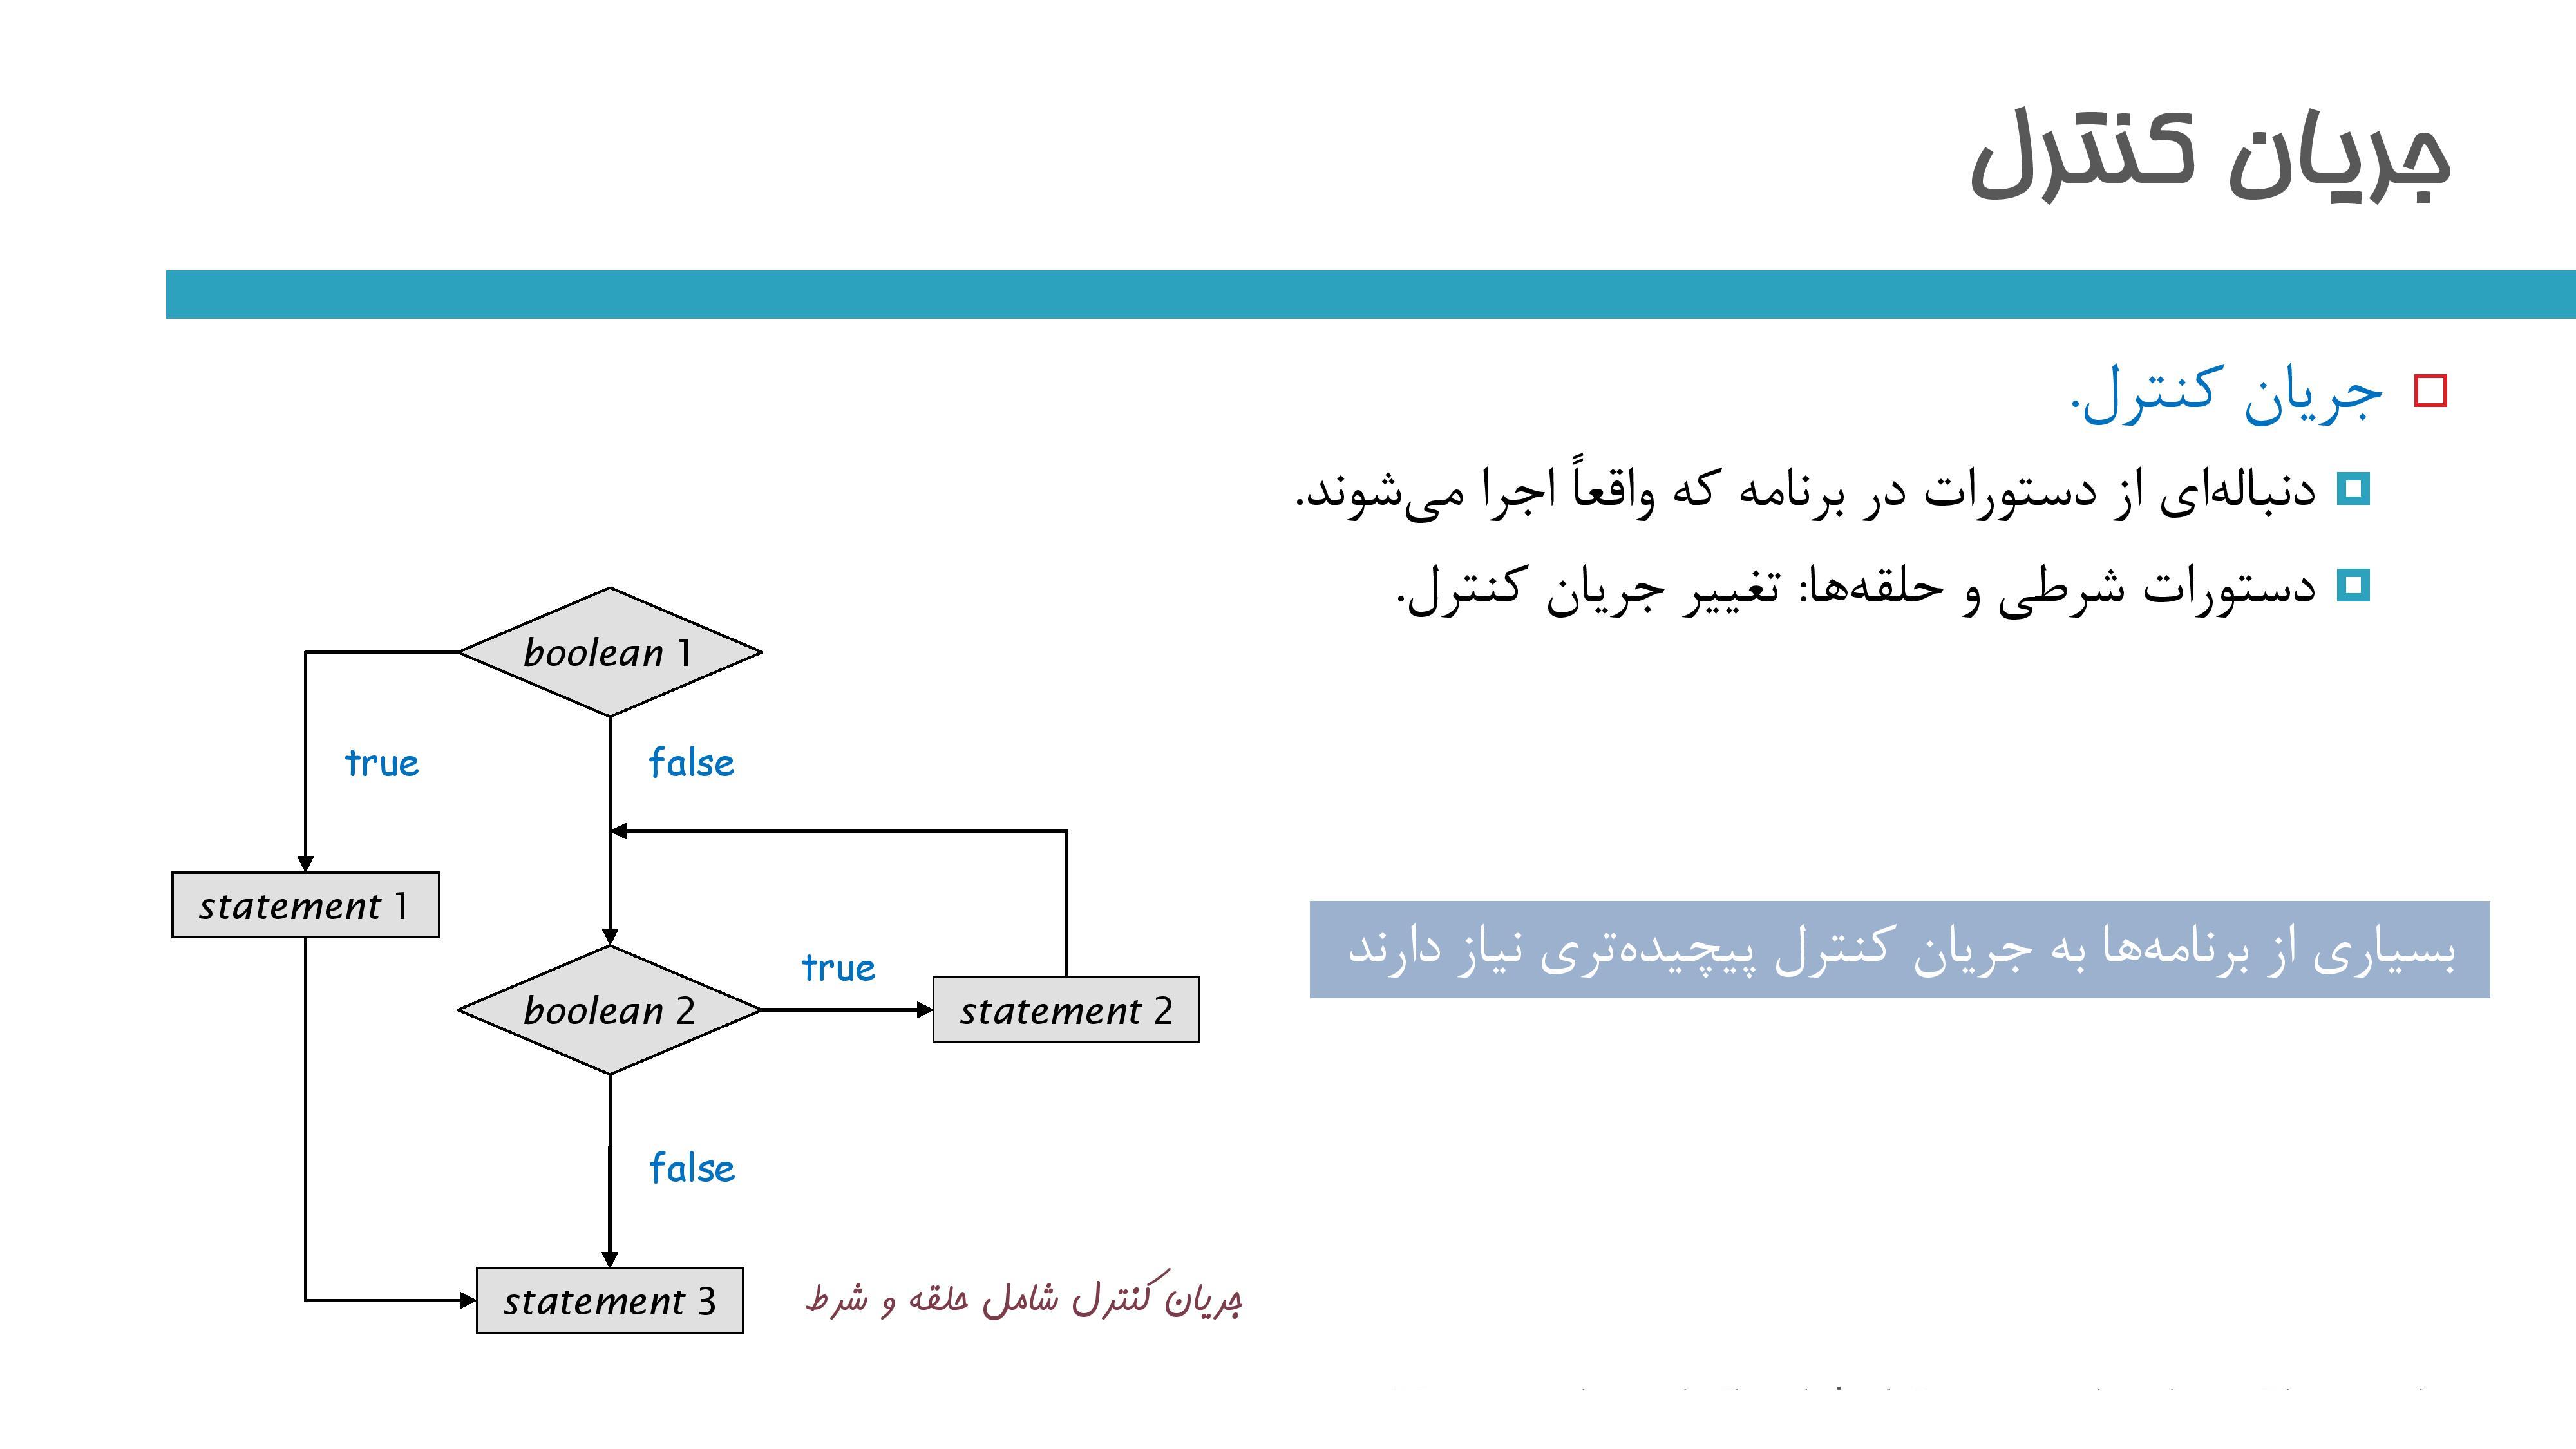 جریان کنترل
جریان کنترل.
دنباله‌ای از دستورات در برنامه که واقعاً اجرا می‌شوند.
دستورات شرطی و حلقه‌ها: تغییر جریان کنترل.
بسیاری از برنامه‌ها به جریان کنترل پیچیده‌تری نیاز دارند
boolean 1
true
false
statement 1
true
boolean 2
statement 2
false
statement 3
جریان کنترل شامل حلقه و شرط